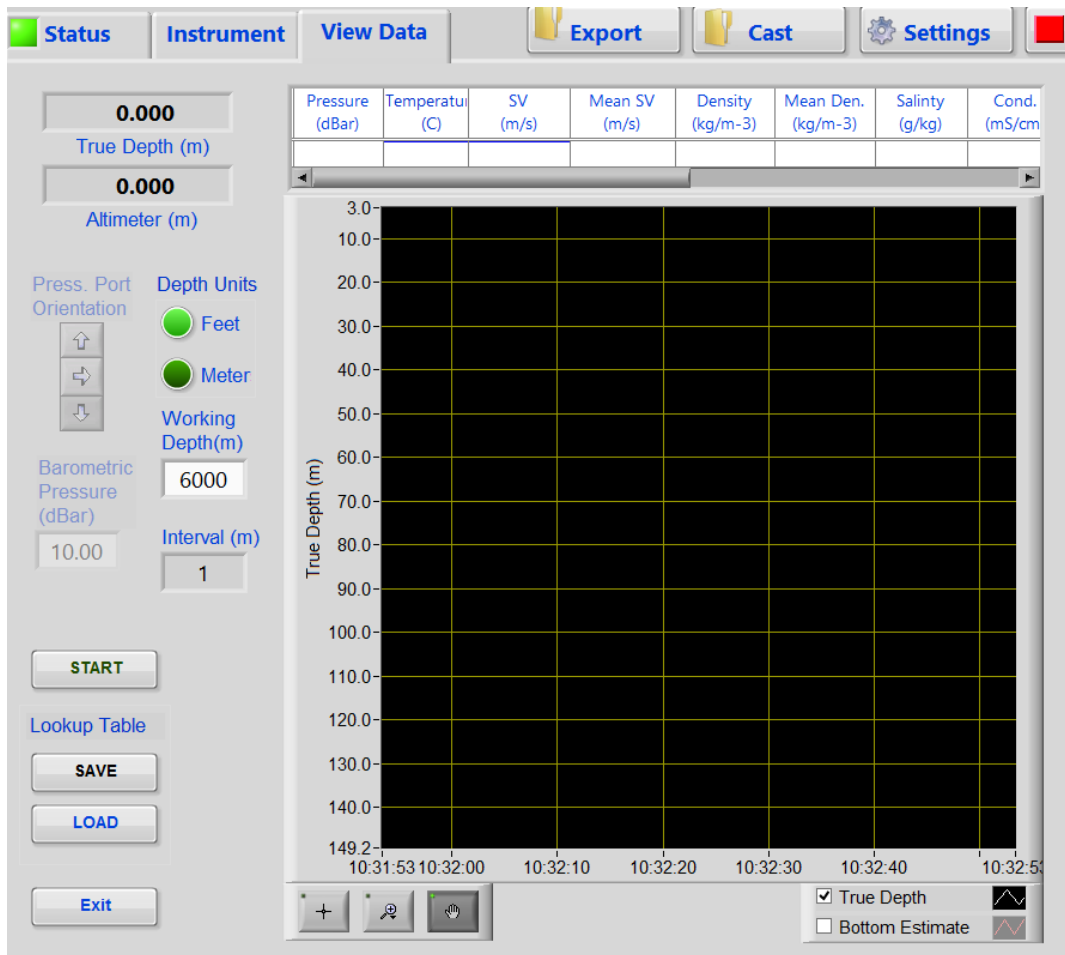 Status
Instrument
View Data
Export
Cast
Settings
0.000
True Depth (m)
0.000
Altimeter (m)
Press. Port
Orientation
Depth Units
Feet
Meter
Working
Depth(m)
6000
Barometric
Pressure
(dBar)
10.00
Interval (m)
1
START
Lookup Table
SAVE
LOAD
Exit
Pressure
(dBar)
Temperatu
(C)
SV
(m/s)
Mean SV
(m/s)
Density
(kg/m-3)
Mean Den.
(kg/m-3)
Salinty
(g/kg)
Cond.
(mS/cm
True Depth (m)
3.0
10.0
20.0
30.0
40.0
50.0
60.0
70.0
80.0
90.0
100.0
110.0
120.0
130.0
140.0
149.2
10:31:53 10:32:00 10:32:10 10:32:20 10:32:30 10:32:40 10:32:53
True Depth
Bottom Estimate